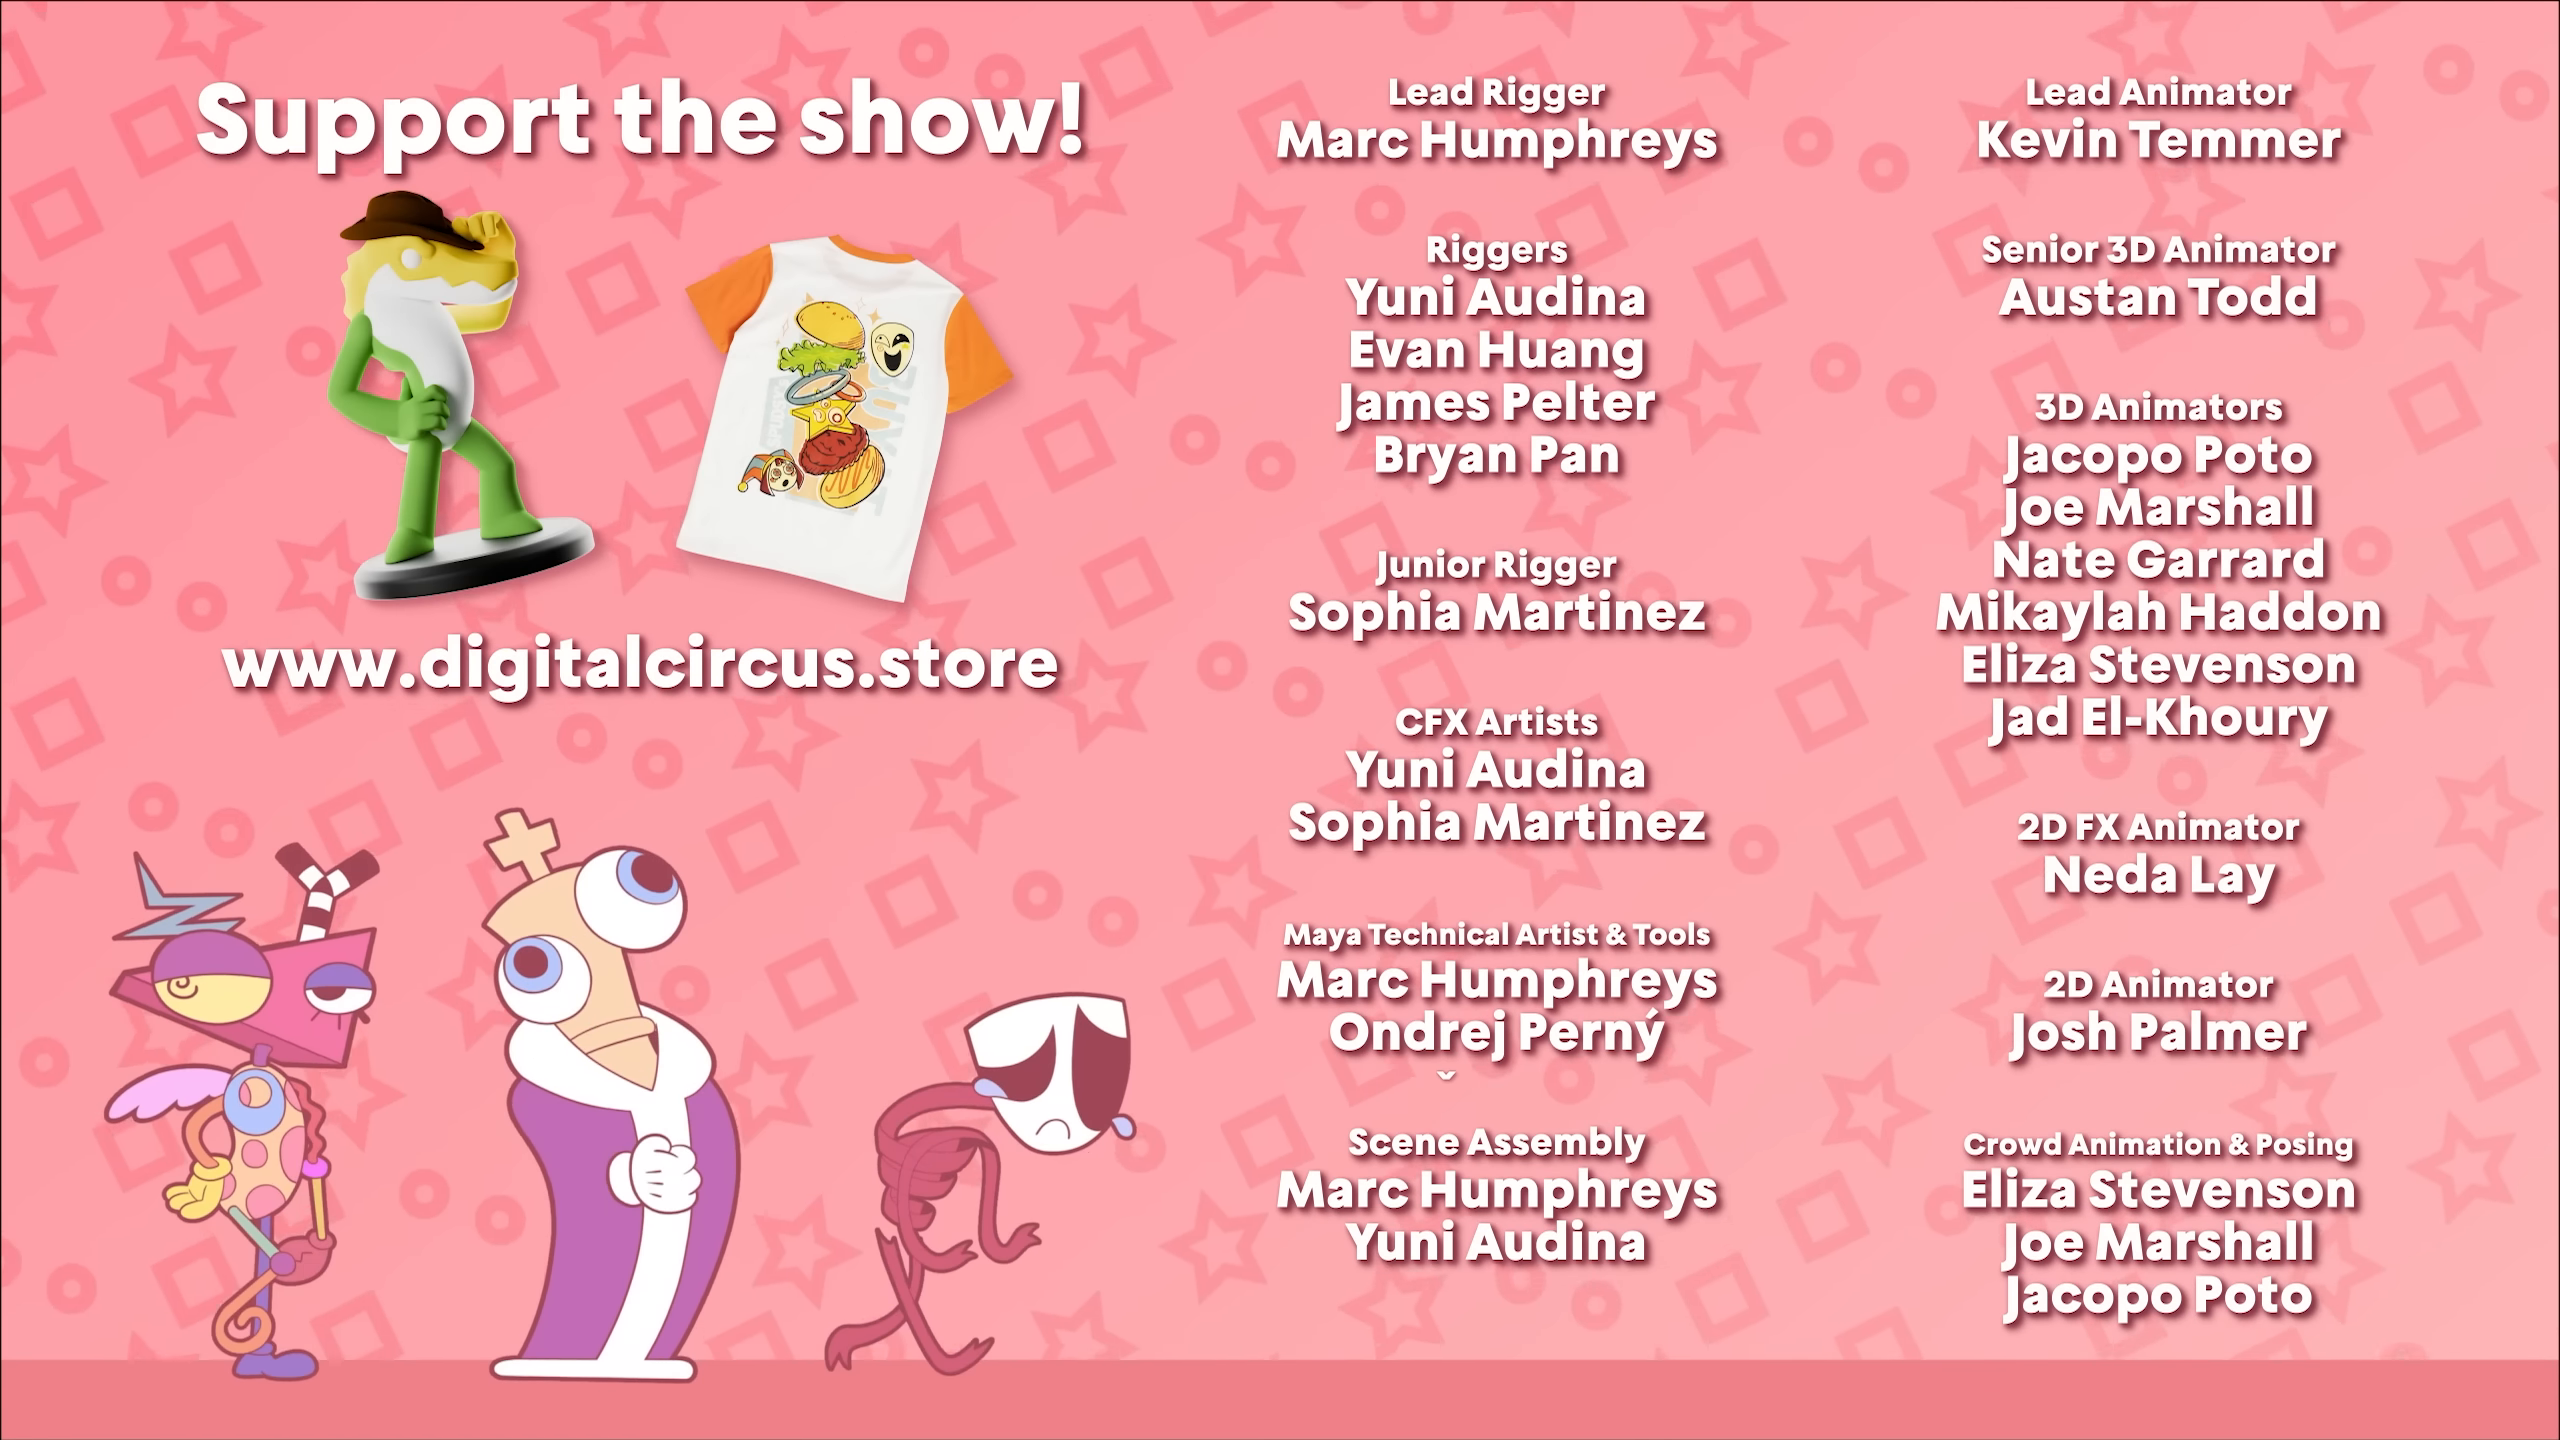 Support the show!
www.digitalcircus.store
Lead Rigger
Marc Humphreys
Riggers
Yuni Audina
Evan Huang
James Pelter
Bryan Pan
Junior Rigger
Sophia Martinez
CFX Artists
Yuni Audina
Sophia Martinez
Maya Technical Artist & Tools
Marc Humphreys
Ondrej Perný
Scene Assembly
Marc Humphreys
Yuni Audina
Lead Animator
Kevin Temmer
Senior 3D Animator
Austan Todd
3D Animators
Jacopo Poto
Joe Marshall
Nate Garrard
Mikaylah Haddon
Eliza Stevenson
Jad El-Khoury
2D FX Animator
Neda Lay
2D Animator
Josh Palmer
Crowd Animation & Posing
Eliza Stevenson
Joe Marshall
Jacopo Poto